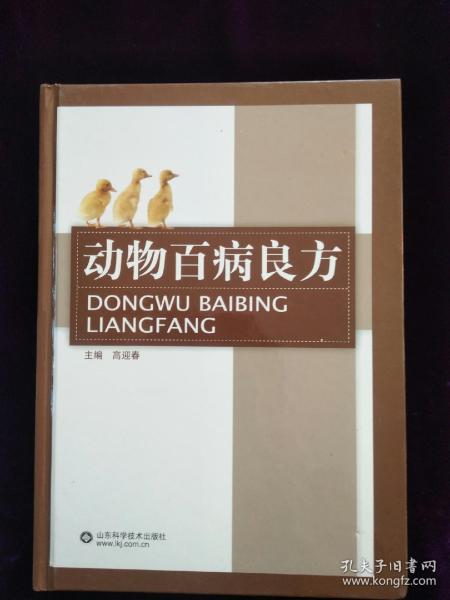 动物百病良方
DONGWU BAIBING
LIANGFANG
主编 高迎春
山东科学技术出版社
www.lkj.com.cn
孔夫子旧书网
www.kongfz.com